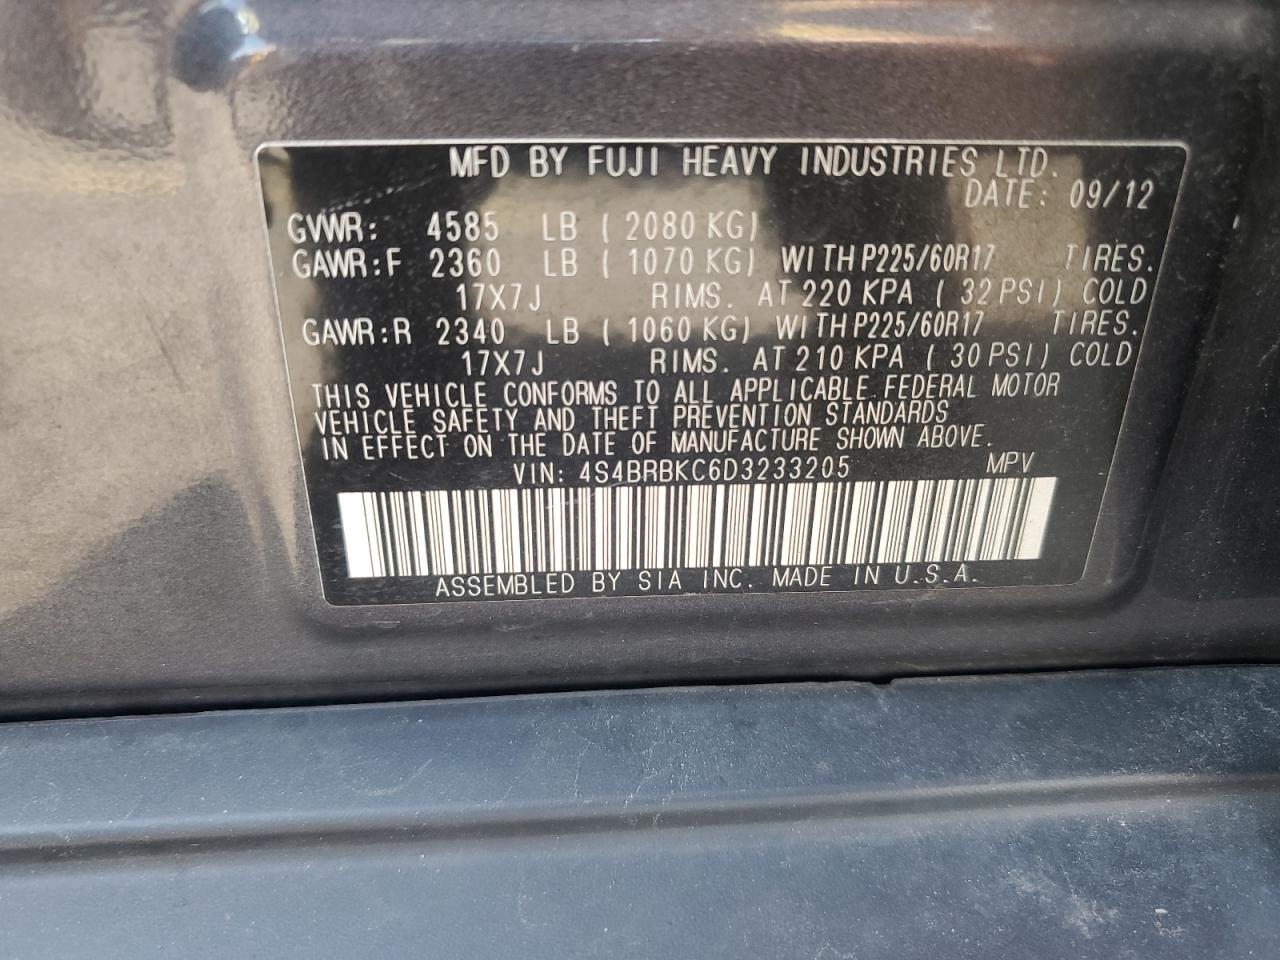 MFD BY FUJI HEAVY INDUSTRIES LTD.
DATE: 09/12
GVWR: 4585 LB ( 2080 KG)
GAWR:F 2360 LB ( 1070 KG) WITH P225/60R17 TIRES.
17X7J RIMS. AT 220 KPA ( 32 PSI) COLD
GAWR:R 2340 LB ( 1060 KG) WITH P225/60R17 TIRES.
17X7J RIMS. AT 210 KPA ( 30 PSI) COLD
THIS VEHICLE CONFORMS TO ALL APPLICABLE FEDERAL MOTOR
VEHICLE SAFETY AND THEFT PREVENTION STANDARDS
IN EFFECT ON THE DATE OF MANUFACTURE SHOWN ABOVE.
VIN: 4S4BRBKC6D3233205 MPV
ASSEMBLED BY SIA INC. MADE IN U.S.A.